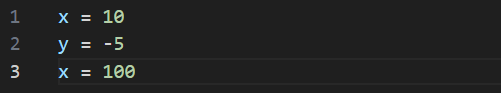 1 x = 10
2 y = -5
3 x = 100